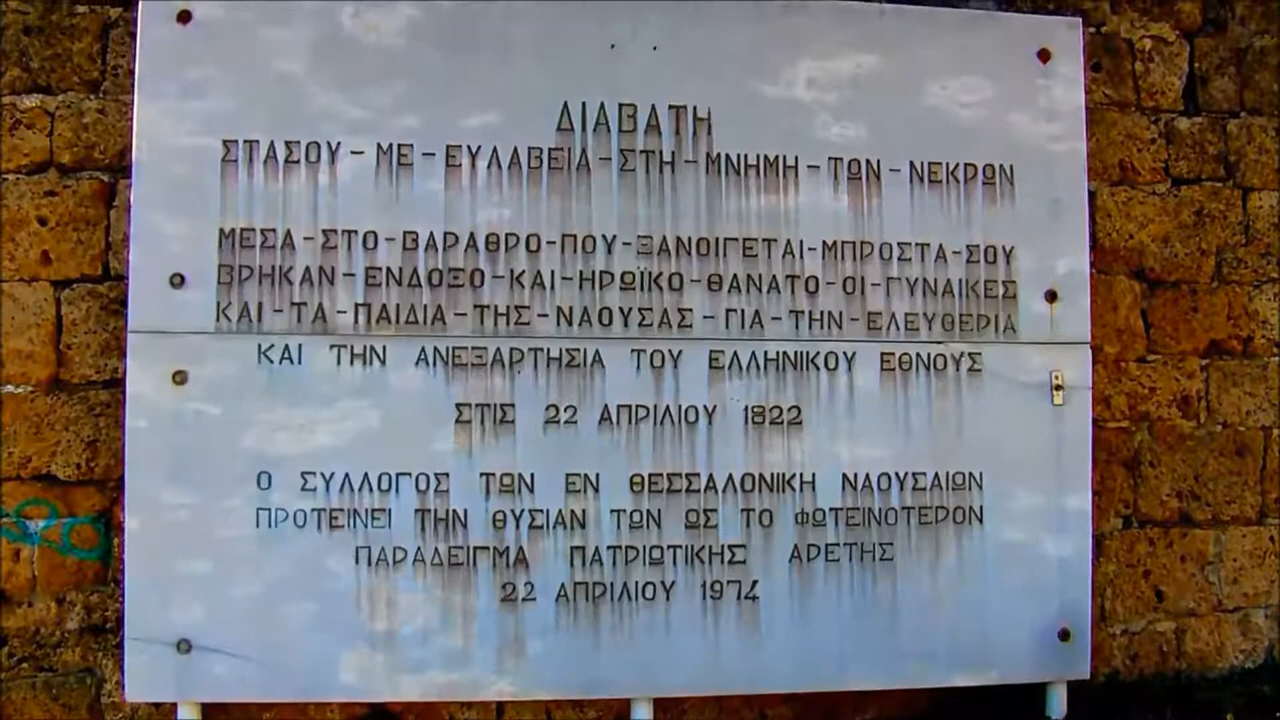 ΔΙΑΒΑΤΗ
ΣΤΑΣΟΥ - ΜΕ - ΕΥΛΑΒΕΙΑ - ΣΤΗ - ΜΝΗΜΗ - ΤΩΝ - ΝΕΚΡΩΝ
ΜΕΣΑ - ΣΤΟ - ΒΑΡΑΘΡΟ - ΠΟΥ - ΞΑΝΟΙΓΕΤΑΙ - ΜΠΡΟΣΤΑ - ΣΟΥ
ΒΡΗΚΑΝ - ΕΝΔΟΞΟ - ΚΑΙ - ΗΡΩΪΚΟ - ΘΑΝΑΤΟ - ΟΙ - ΓΥΝΑΙΚΕΣ
ΚΑΙ - ΤΑ - ΠΑΙΔΙΑ - ΤΗΣ - ΝΑΟΥΣΑΣ - ΓΙΑ - ΤΗΝ - ΕΛΕΥΘΕΡΙΑ
ΚΑΙ ΤΗΝ ΑΝΕΞΑΡΤΗΣΙΑ ΤΟΥ ΕΛΛΗΝΙΚΟΥ ΕΘΝΟΥΣ
ΣΤΙΣ 22 ΑΠΡΙΛΙΟΥ 1822
Ο ΣΥΛΛΟΓΟΣ ΤΩΝ ΕΝ ΘΕΣΣΑΛΟΝΙΚΗ ΝΑΟΥΣΑΙΩΝ
ΠΡΟΤΕΙΝΕΙ ΤΗΝ ΘΥΣΙΑΝ ΤΩΝ ΩΣ ΤΟ ΦΩΤΕΙΝΟΤΕΡΟΝ
ΠΑΡΑΔΕΙΓΜΑ ΠΑΤΡΙΩΤΙΚΗΣ ΑΡΕΤΗΣ
22 ΑΠΡΙΛΙΟΥ 1974